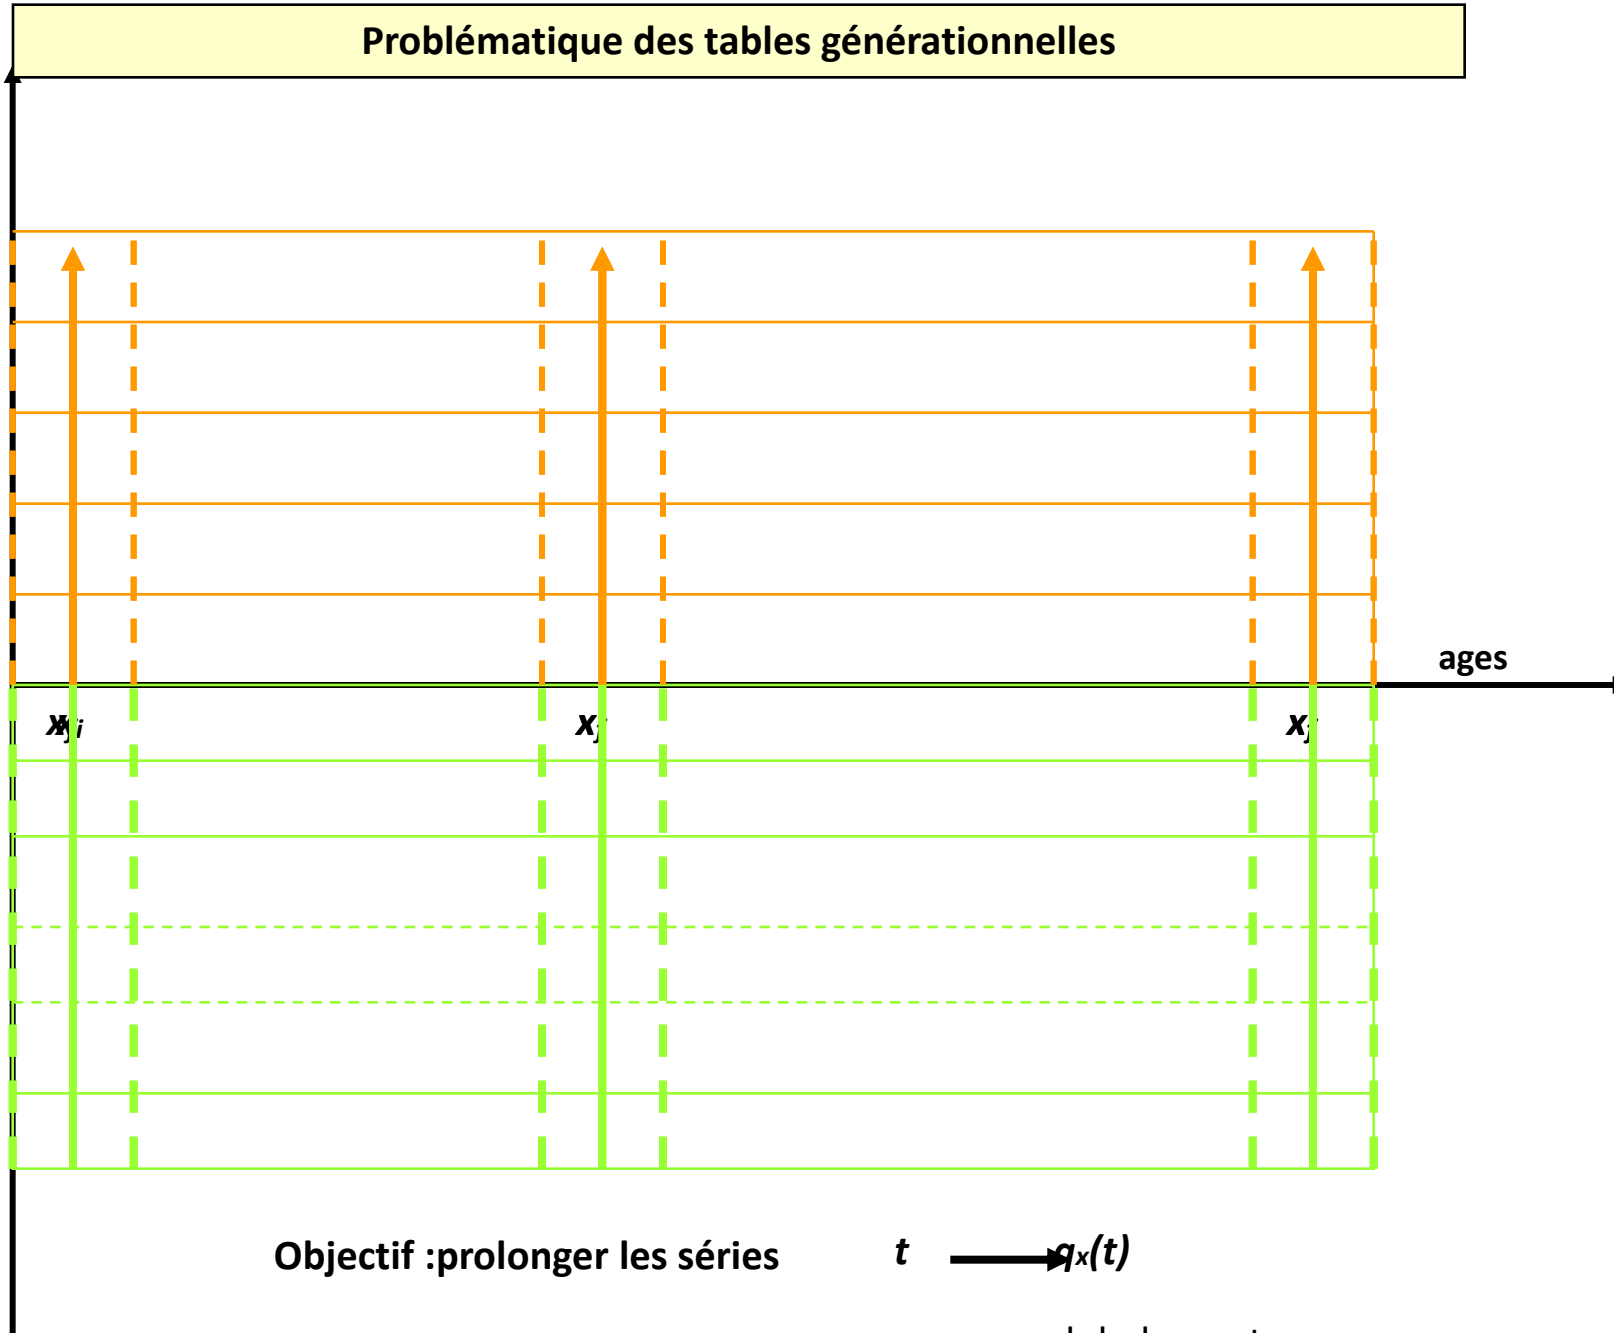 Problématique des tables générationnelles
ages
xⱼ xⱼ
Objectif :prolonger les séries t qₓ(t)